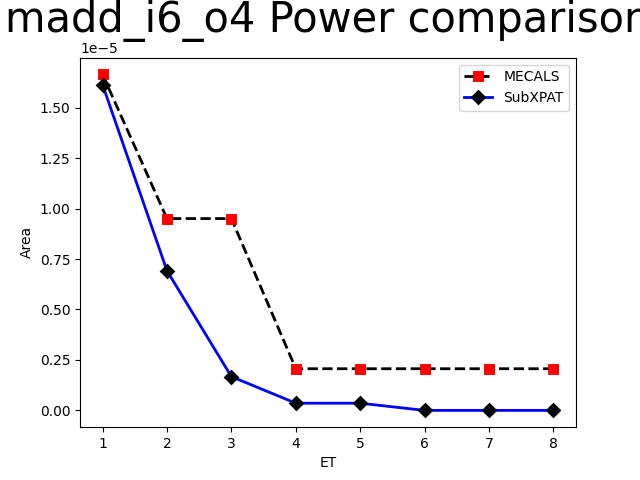 madd_i6_o4 Power comparison
1e−5
MECALS
SubXPAT
1.50
1.25
1.00
0.75
0.50
0.25
0.00
Area
1 2 3 4 5 6 7 8
ET